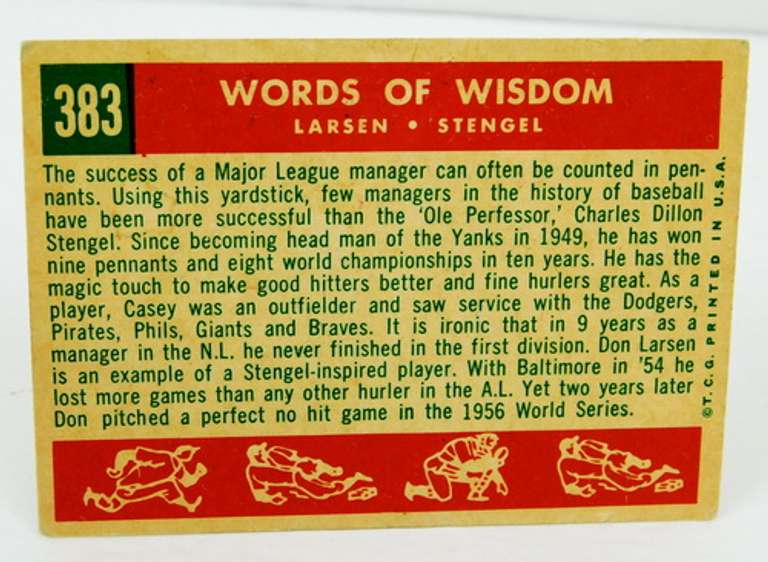 383
WORDS OF WISDOM
LARSEN • STENGEL
The success of a Major League manager can often be counted in pen-
nants. Using this yardstick, few managers in the history of baseball
have been more successful than the 'Ole Perfessor,' Charles Dillon
Stengel. Since becoming head man of the Yanks in 1949, he has won
nine pennants and eight world championships in ten years. He has the
magic touch to make good hitters better and fine hurlers great. As a
player, Casey was an outfielder and saw service with the Dodgers,
Pirates, Phils, Giants and Braves. It is ironic that in 9 years as a
manager in the N.L. he never finished in the first division. Don Larsen
is an example of a Stengel-inspired player. With Baltimore in '54 he
lost more games than any other hurler in the A.L. Yet two years later
Don pitched a perfect no hit game in the 1956 World Series.
©T.C.G. PRINTED IN U.S.A.